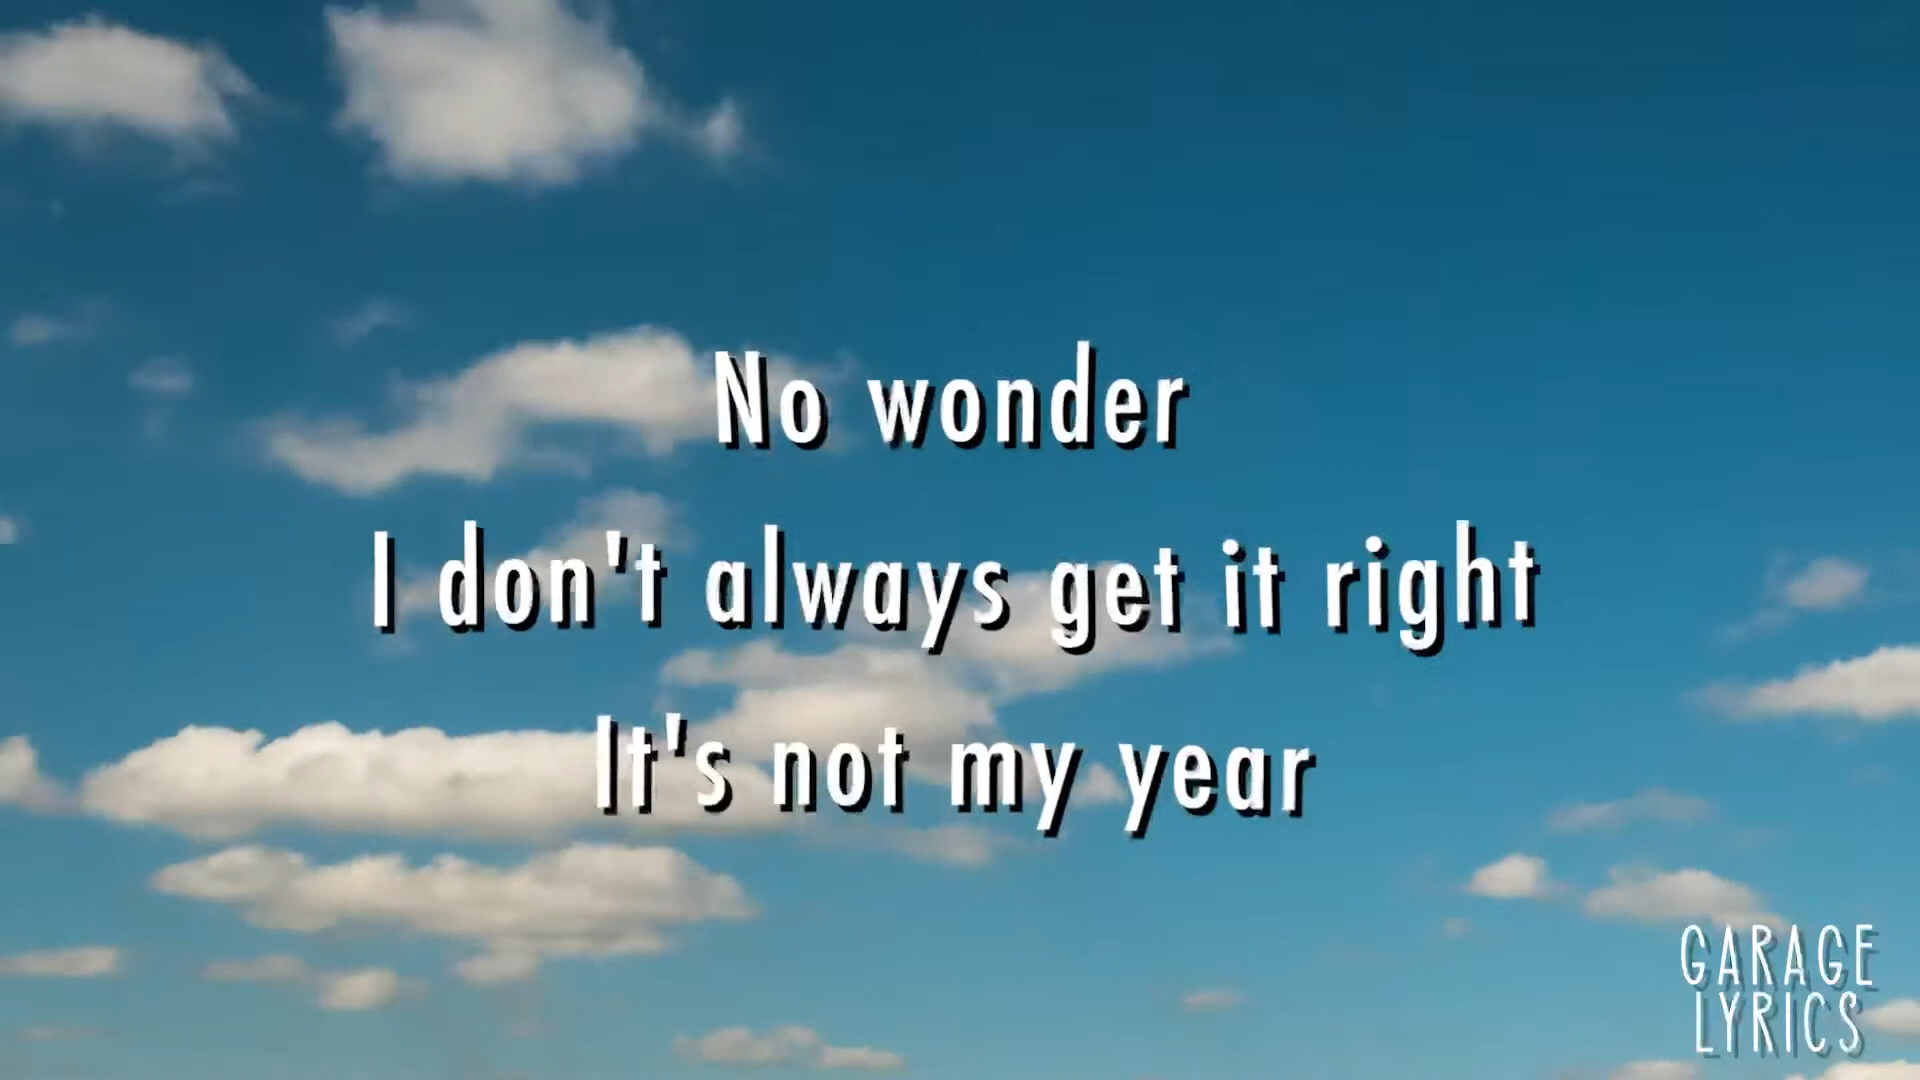 No wonder
I don't always get it right
It's not my year
GARAGE
LYRICS